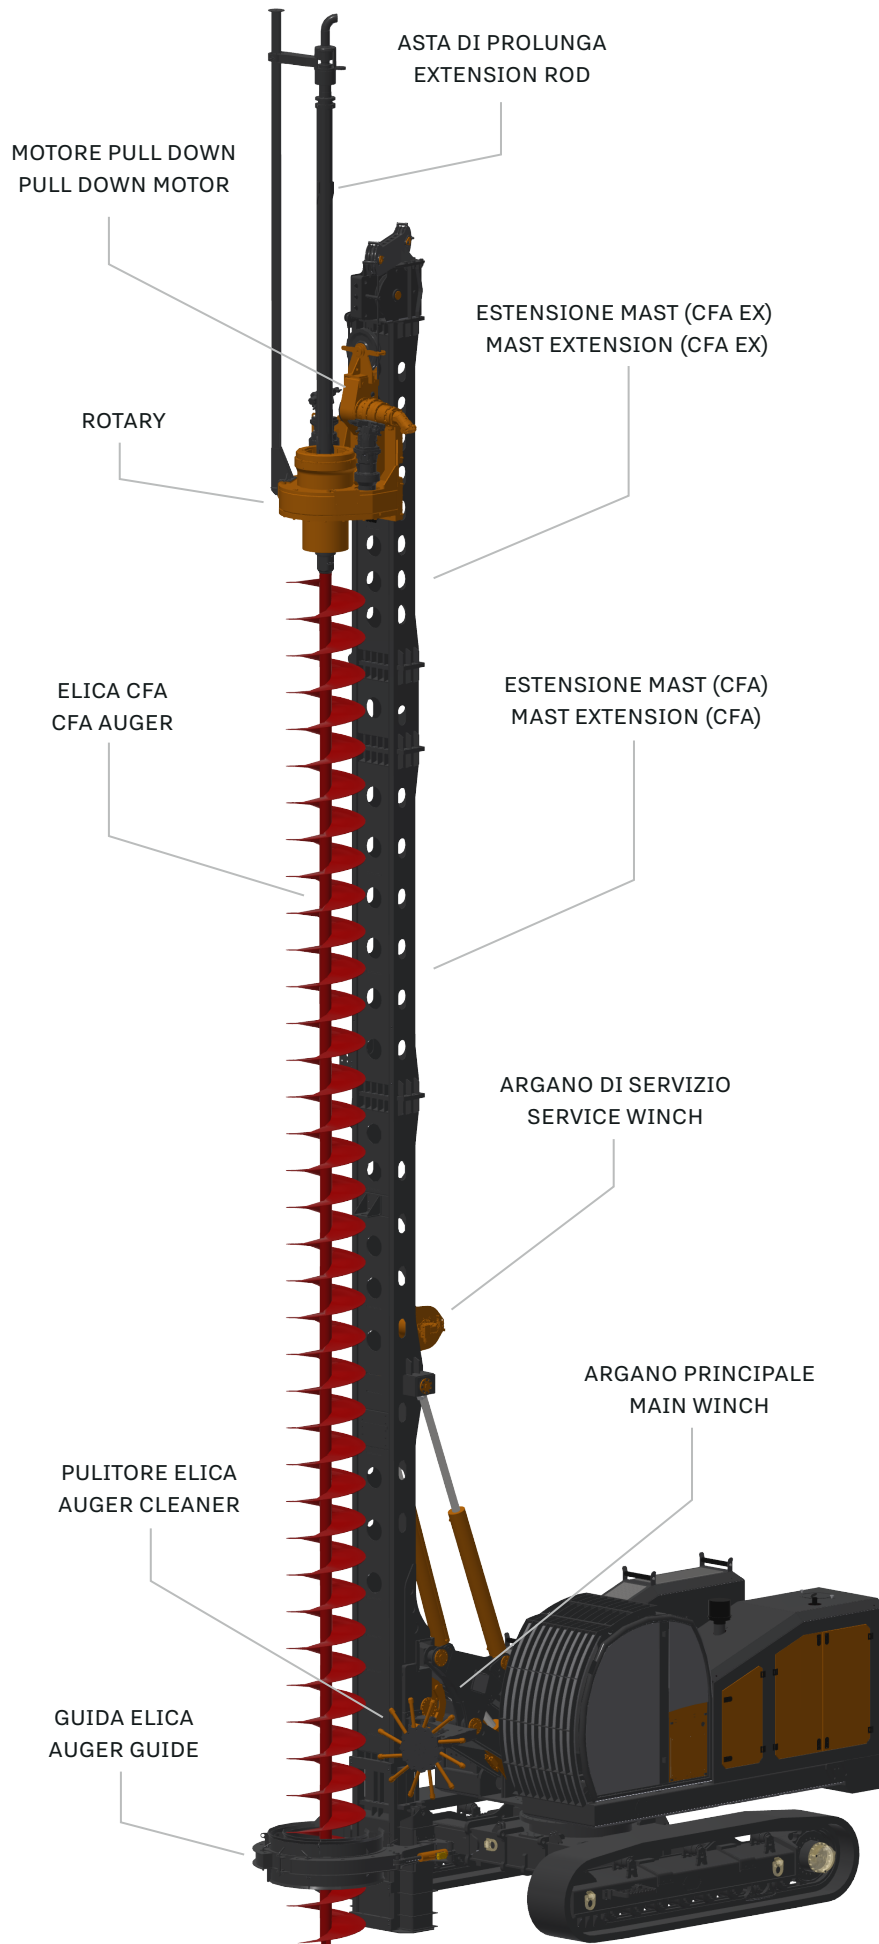 ASTA DI PROLUNGA
EXTENSION ROD
MOTORE PULL DOWN
PULL DOWN MOTOR
ESTENSIONE MAST (CFA EX)
MAST EXTENSION (CFA EX)
ROTARY
ELICA CFA
CFA AUGER
ESTENSIONE MAST (CFA)
MAST EXTENSION (CFA)
ARGANO DI SERVIZIO
SERVICE WINCH
ARGANO PRINCIPALE
MAIN WINCH
PULITORE ELICA
AUGER CLEANER
GUIDA ELICA
AUGER GUIDE